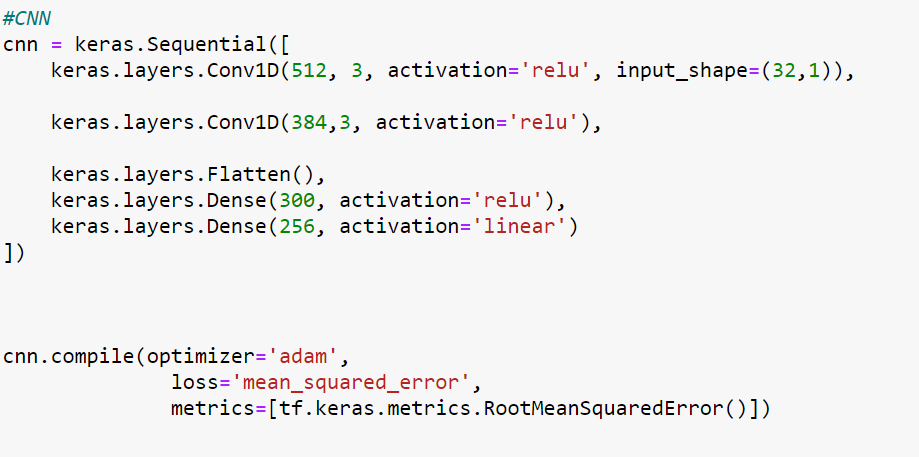 #CNN
cnn = keras.Sequential([
    keras.layers.Conv1D(512, 3, activation='relu', input_shape=(32,1)),
    keras.layers.Conv1D(384,3, activation='relu'),
    keras.layers.Flatten(),
    keras.layers.Dense(300, activation='relu'),
    keras.layers.Dense(256, activation='linear')
])
cnn.compile(optimizer='adam',
              loss='mean_squared_error',
              metrics=[tf.keras.metrics.RootMeanSquaredError()])